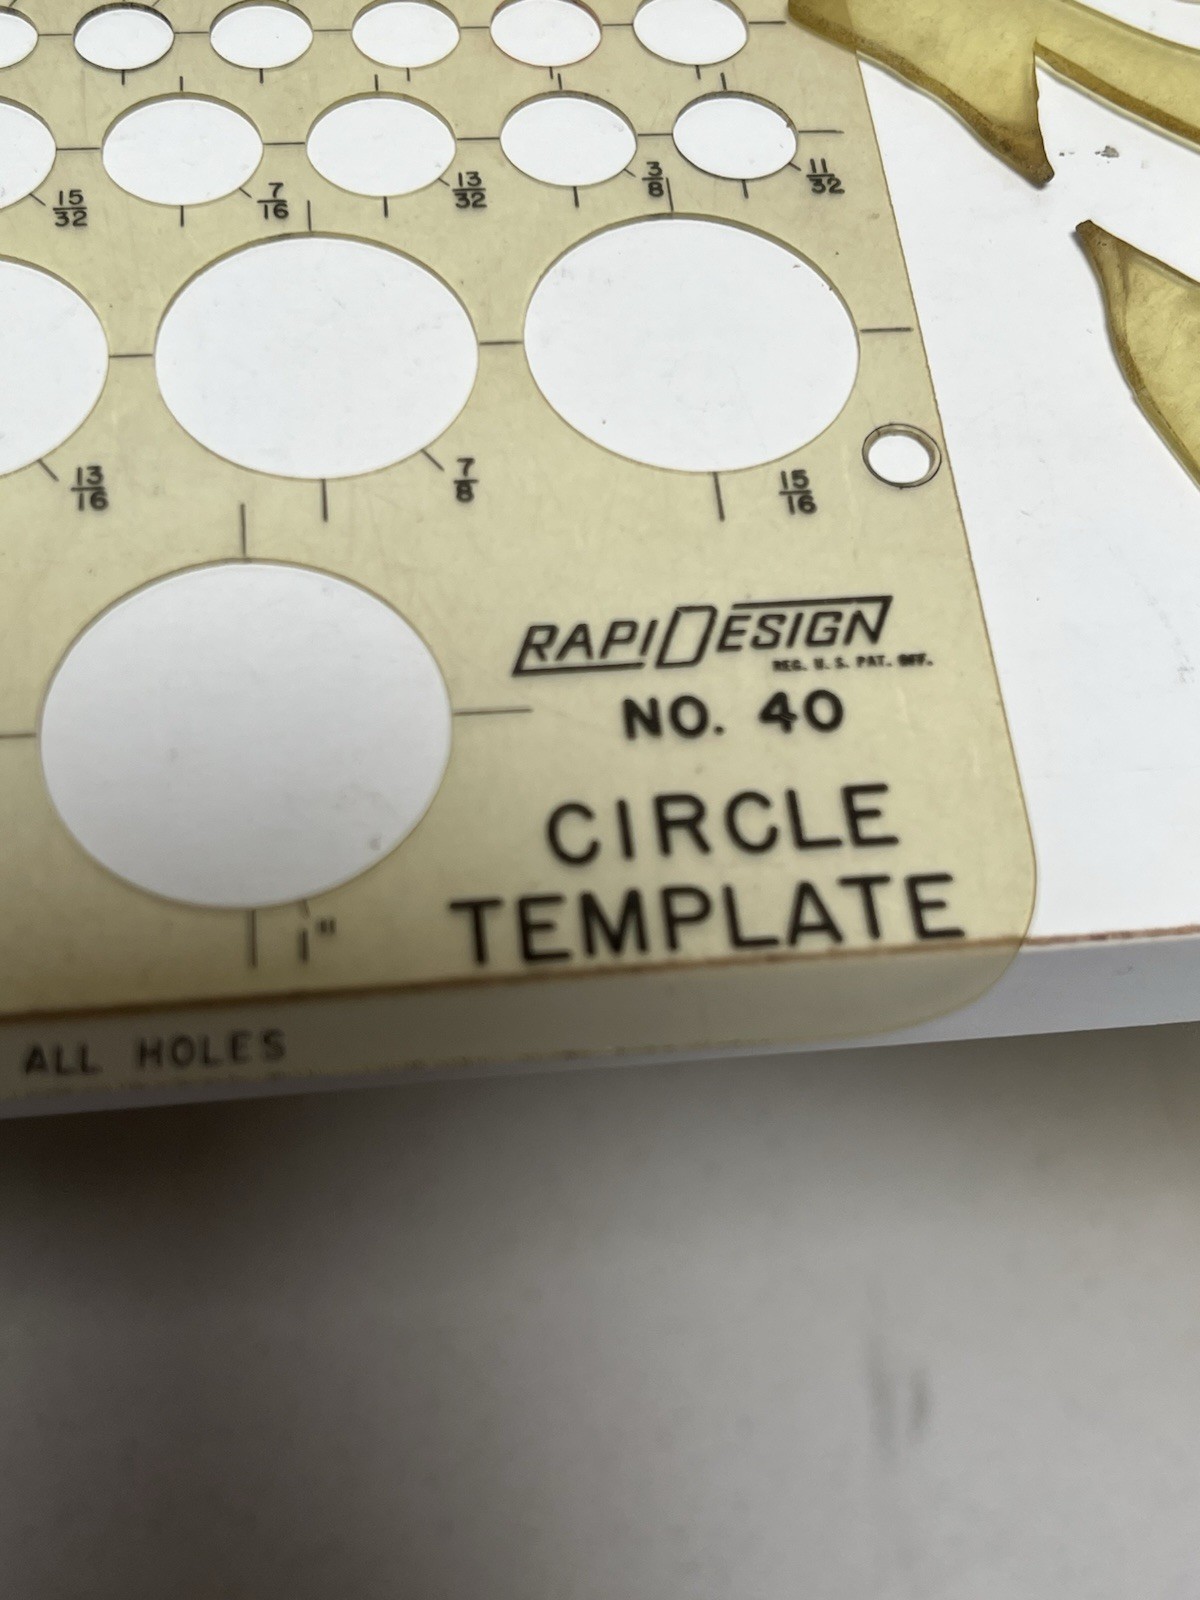 15/32 7/16 13/32 3/8 11/32
13/16 7/8 15/16
RAPIDESIGN
REG. U. S. PAT. OFF.
NO. 40
CIRCLE
TEMPLATE
1"
ALL HOLES